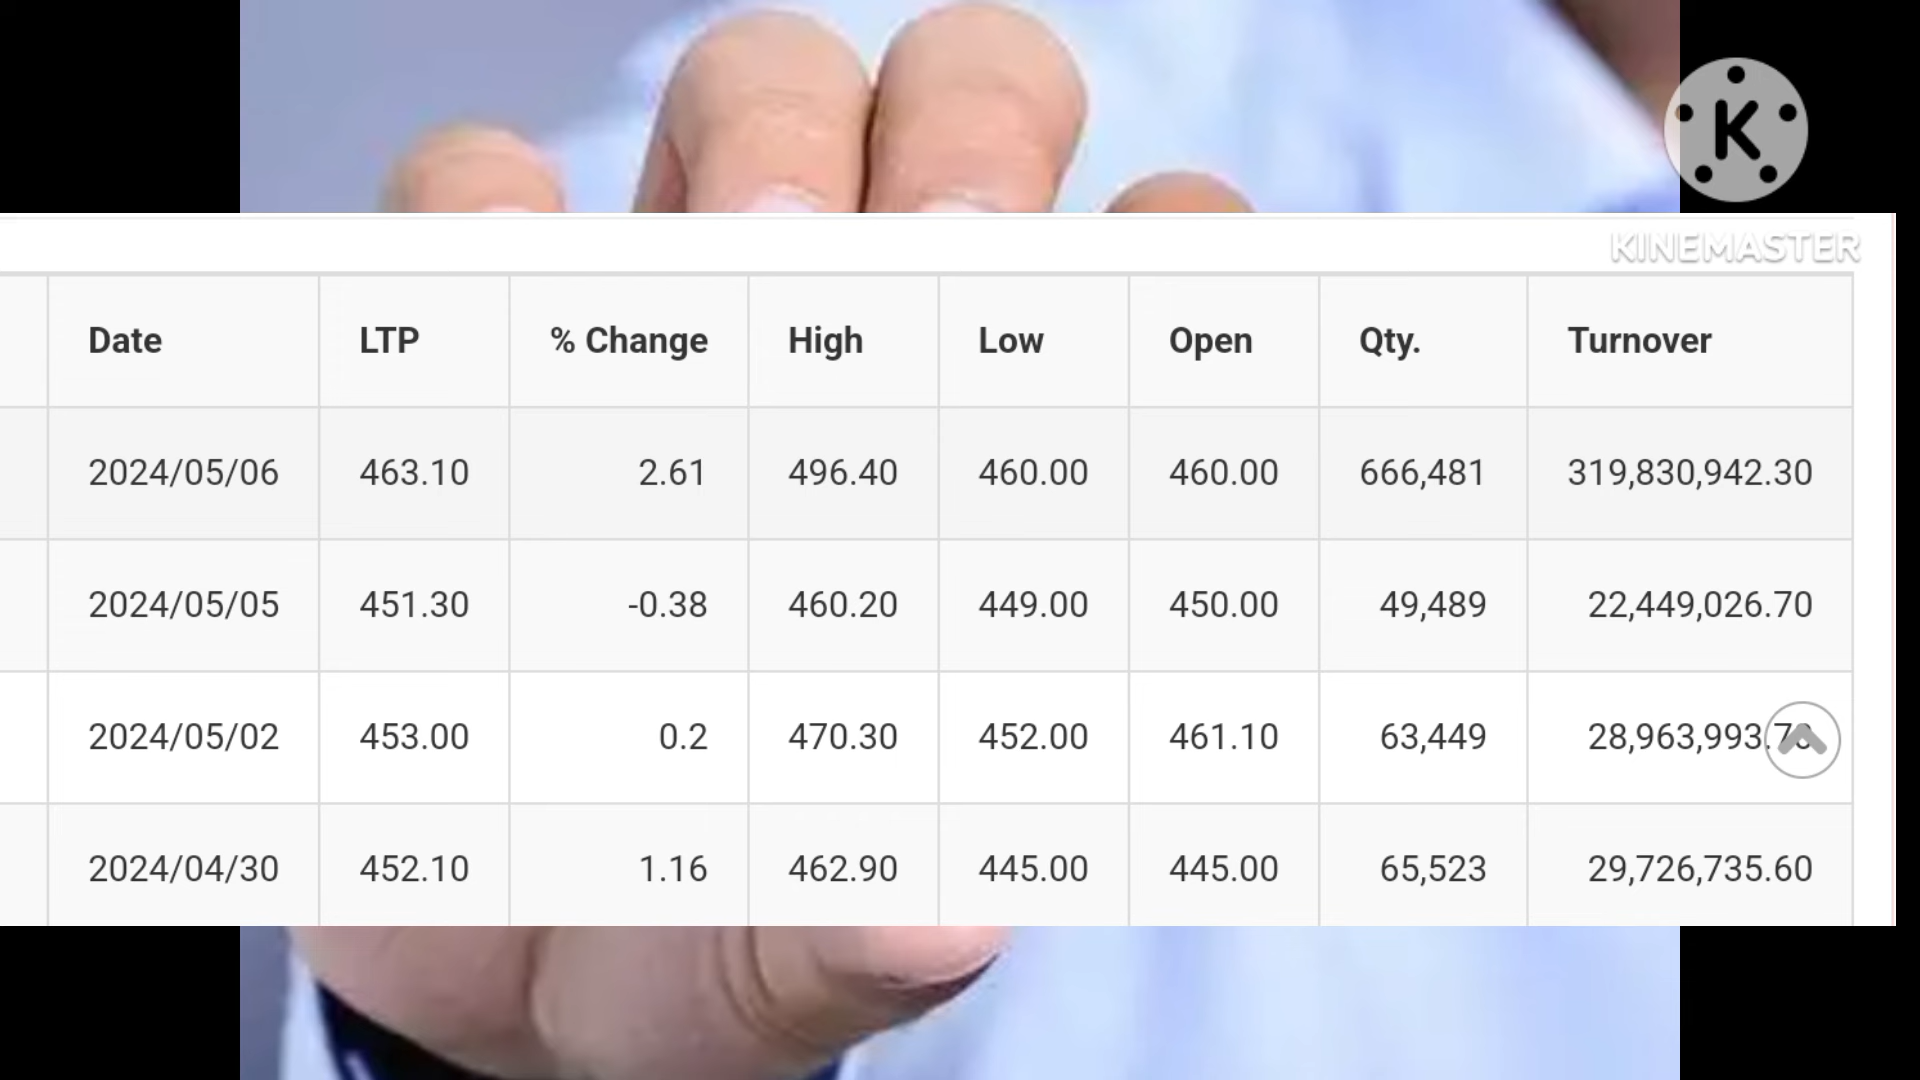 K
KINEMASTER
Date LTP % Change High Low Open Qty. Turnover
2024/05/06 463.10 2.61 496.40 460.00 460.00 666,481 319,830,942.30
2024/05/05 451.30 -0.38 460.20 449.00 450.00 49,489 22,449,026.70
2024/05/02 453.00 0.2 470.30 452.00 461.10 63,449
2024/04/30 452.10 1.16 462.90 445.00 445.00 65,523 29,726,735.60